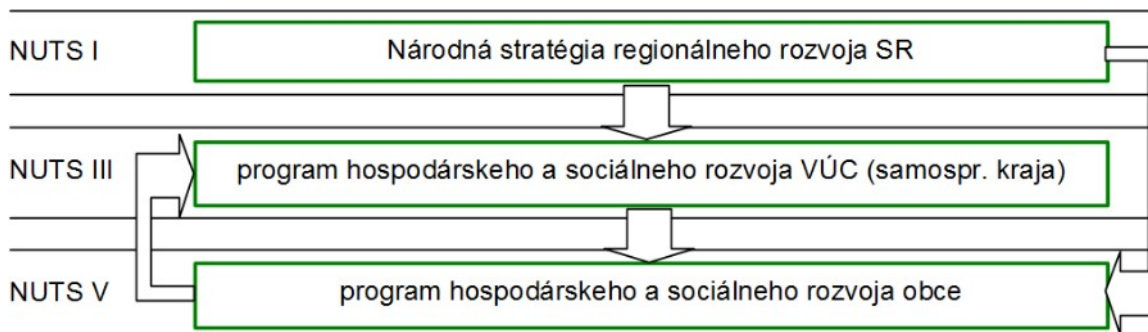 NUTS I Národná stratégia regionálneho rozvoja SR
NUTS III program hospodárskeho a sociálneho rozvoja VÚC (samospr. kraja)
NUTS V program hospodárskeho a sociálneho rozvoja obce